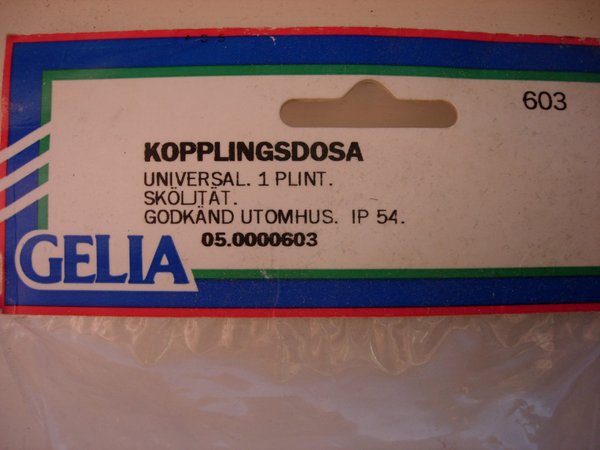 603
KOPPLINGSDOSA
UNIVERSAL. 1 PLINT.
SKÖLJTÄT.
GODKÄND UTOMHUS. IP 54.
05.0000603
GELIA